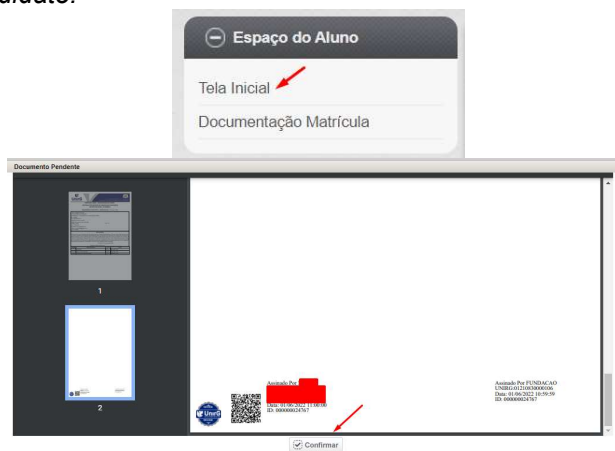 Espaço do Aluno
Tela Inicial
Documentação Matrícula
Documento Pendente
1
2
Assinado Por
Data: 01/06/2022 11:00:00
ID: 000000024767
UnirG
Assinado Por FUNDACAO
UNIRG:01210830000106
Data: 01/06/2022 10:59:59
ID: 000000024767
Confirmar